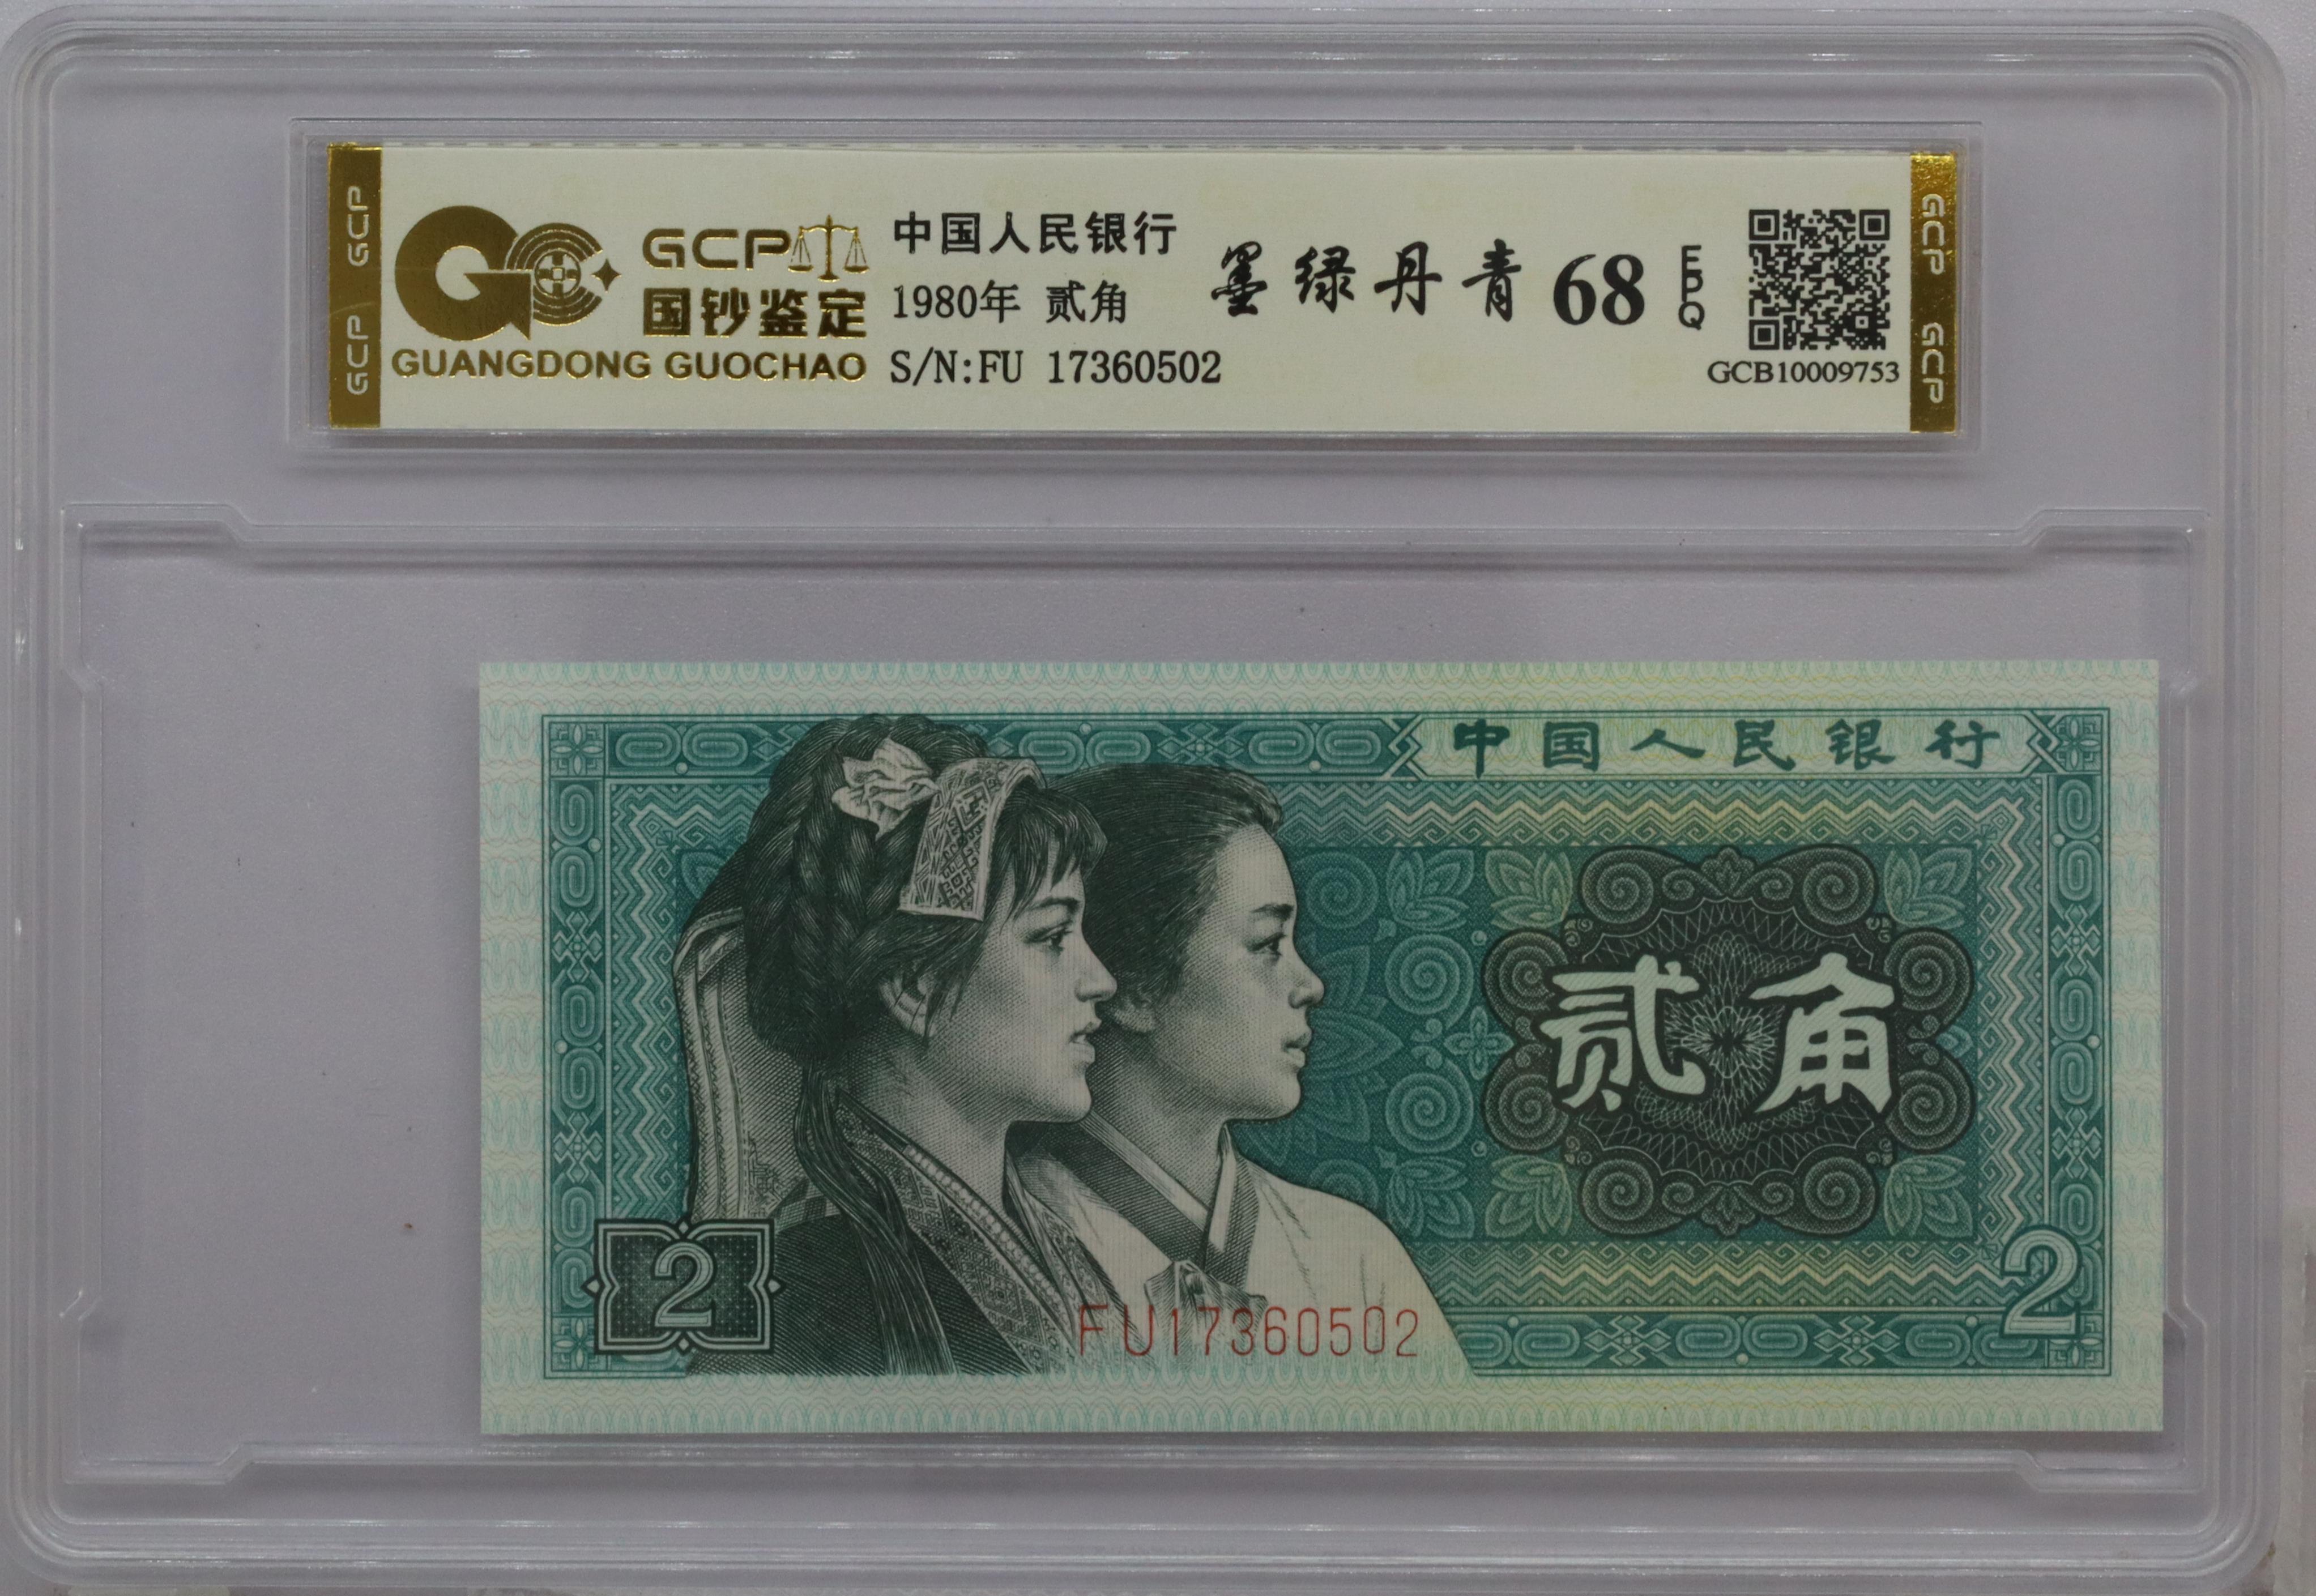 GCP GCP
GCP
国钞鉴定
GUANGDONG GUOCHAO
中国人民银行
1980年 贰角
S/N:FU 17360502
墨绿丹青 68 EPQ
GCB10009753
GCP GCP
中国人民银行
贰角
2
2
FU17360502